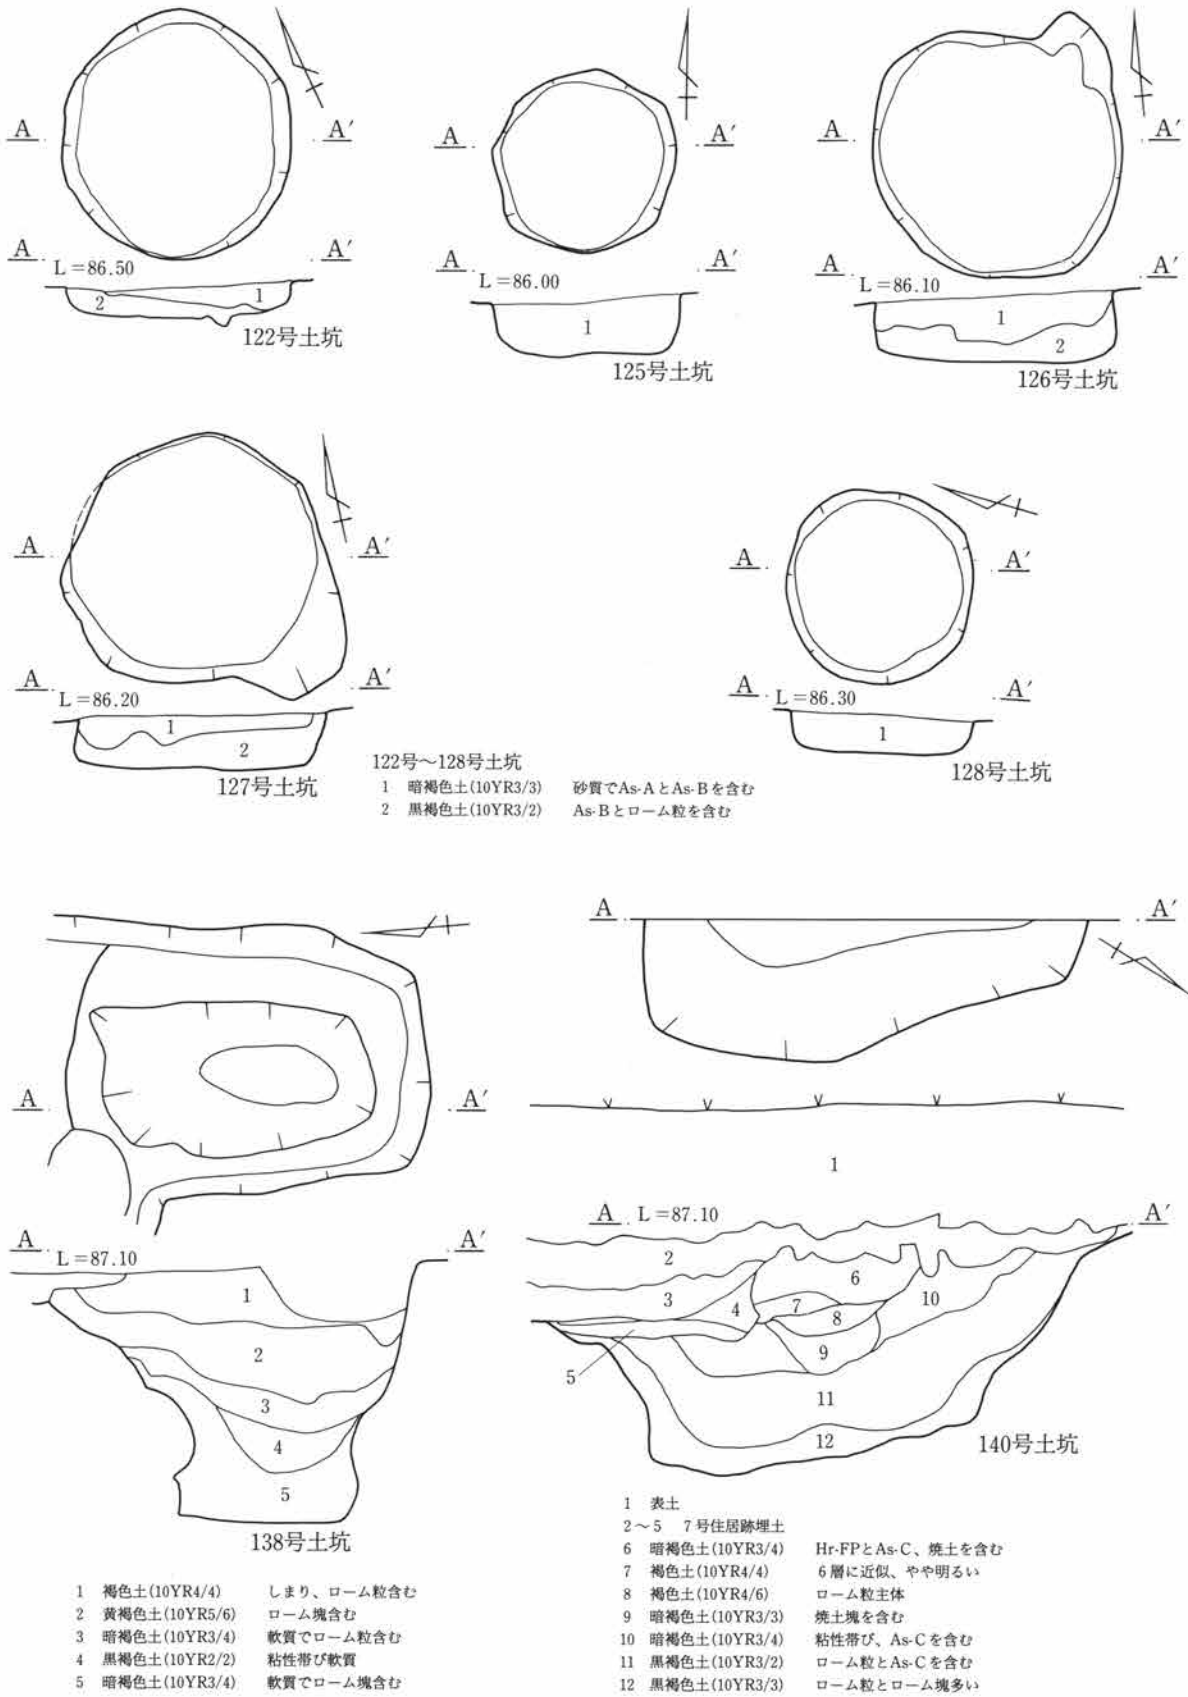 A A′
A A′
L=86.50
1
2
122号土坑
A A′
A A′
L=86.00
1
125号土坑
A A′
A A′
L=86.10
1
2
126号土坑
A A′
A A′
L=86.20
1
2
127号土坑
A A′
A A′
L=86.30
1
128号土坑
122号～128号土坑
1 暗褐色土(10YR3/3) 砂質でAs-AとAs-Bを含む
2 黒褐色土(10YR3/2) As-Bとローム粒を含む
A A′
A A′
L=87.10
1
2
3
4
5
138号土坑
1 褐色土(10YR4/4) しまり、ローム粒含む
2 黄褐色土(10YR5/6) ローム塊含む
3 暗褐色土(10YR3/4) 軟質でローム粒含む
4 黒褐色土(10YR2/2) 粘性帯び軟質
5 暗褐色土(10YR3/4) 軟質でローム塊含む
A A′
1
A L=87.10 A′
2
6
3 4 7 10
8
9
5
11
12
140号土坑
1 表土
2～5 7号住居跡埋土
6 暗褐色土(10YR3/4) Hr-FPとAs-C、焼土を含む
7 褐色土(10YR4/4) 6層に近似、やや明るい
8 褐色土(10YR4/6) ローム粒主体
9 暗褐色土(10YR3/3) 焼土塊を含む
10 暗褐色土(10YR3/4) 粘性帯び、As-Cを含む
11 黒褐色土(10YR3/2) ローム粒とAs-Cを含む
12 黒褐色土(10YR3/3) ローム粒とローム塊多い